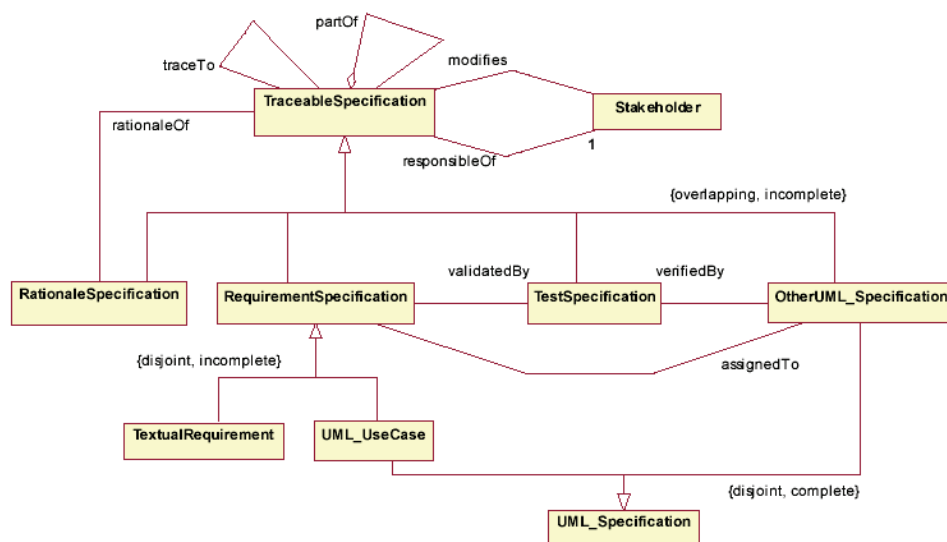 partOf
traceTo
modifies
TraceableSpecification
Stakeholder
rationaleOf
responsibleOf
1
{overlapping, incomplete}
validatedBy
verifiedBy
RationaleSpecification
RequirementSpecification
TestSpecification
OtherUML_Specification
{disjoint, incomplete}
assignedTo
TextualRequirement
UML_UseCase
{disjoint, complete}
UML_Specification